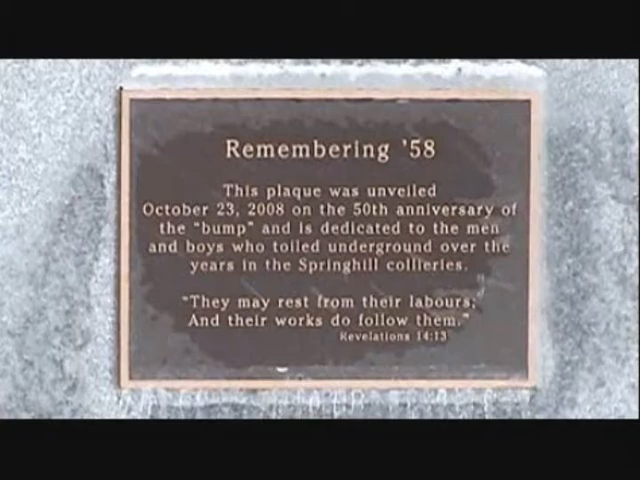 Remembering '58
This plaque was unveiled
October 23, 2008 on the 50th anniversary of
the "bump" and is dedicated to the men
and boys who toiled underground over the
years in the Springhill collieries.
"They may rest from their labours;
And their works do follow them."
Revelations 14:13